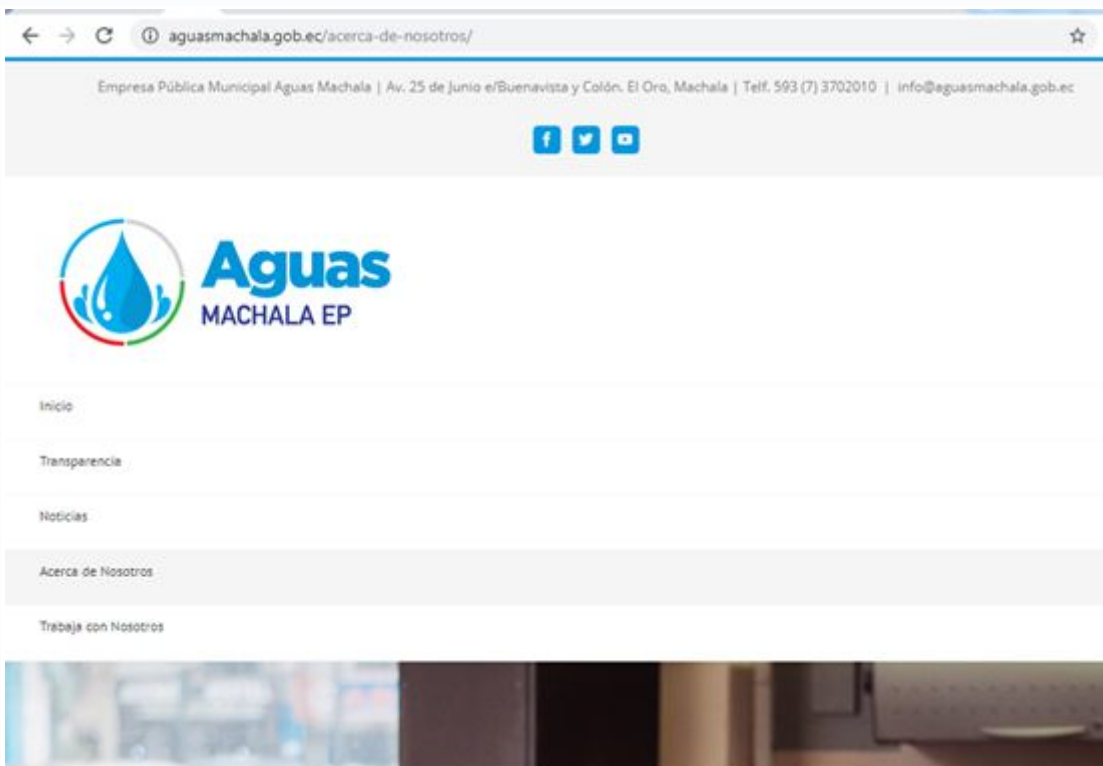 aguasmachala.gob.ec/acerca-de-nosotros/
Empresa Pública Municipal Aguas Machala | Av. 25 de Junio e/Buenavista y Colón. El Oro, Machala | Telf. 593 (7) 3702010 | info@aguasmachala.gob.ec
Aguas
MACHALA EP
Inicio
Transparencia
Noticias
Acerca de Nosotros
Trabaja con Nosotros